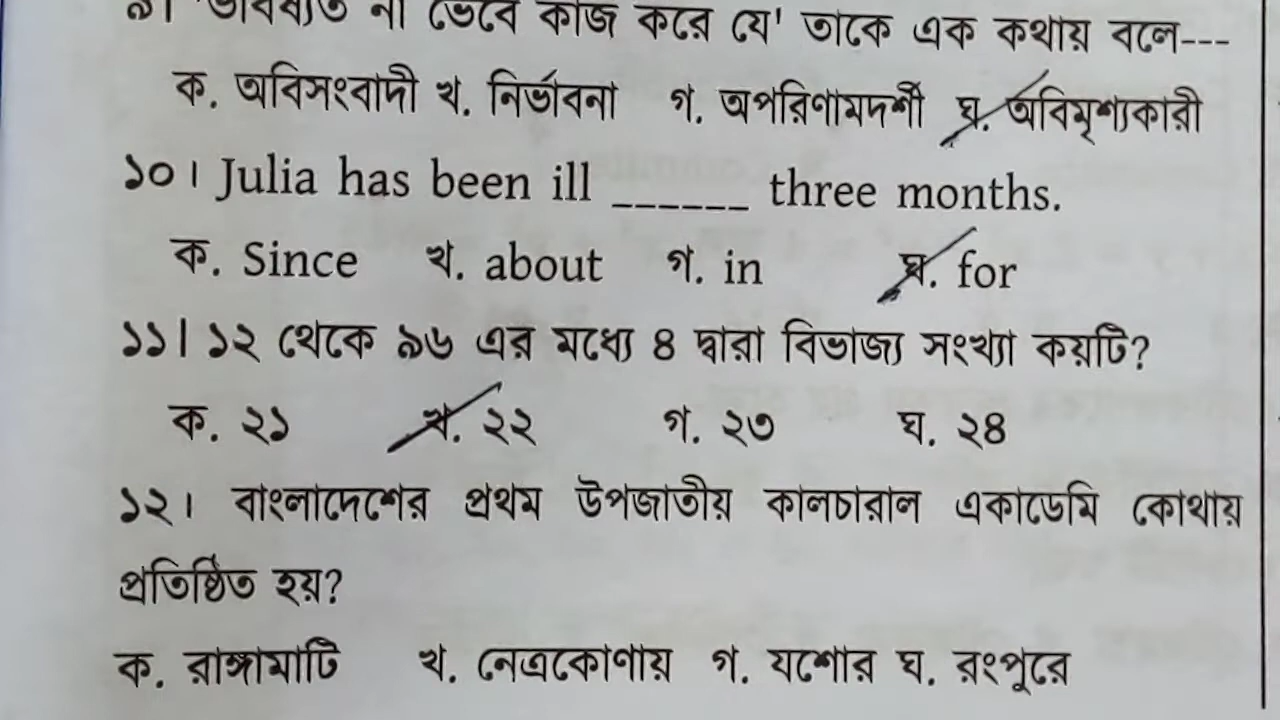 ৯। 'ভবিষ্যত না ভেবে কাজ করে যে' তাকে এক কথায় বলে---
ক. অবিসংবাদী খ. নির্ভাবনা গ. অপরিণামদর্শী ঘ. অবিমৃশ্যকারী
১০। Julia has been ill ______ three months.
ক. Since খ. about গ. in ঘ. for
১১। ১২ থেকে ৯৬ এর মধ্যে ৪ দ্বারা বিভাজ্য সংখ্যা কয়টি?
ক. ২১ খ. ২২ গ. ২৩ ঘ. ২৪
১২। বাংলাদেশের প্রথম উপজাতীয় কালচারাল একাডেমি কোথায়
প্রতিষ্ঠিত হয়?
ক. রাঙ্গামাটি খ. নেত্রকোণায় গ. যশোর ঘ. রংপুরে